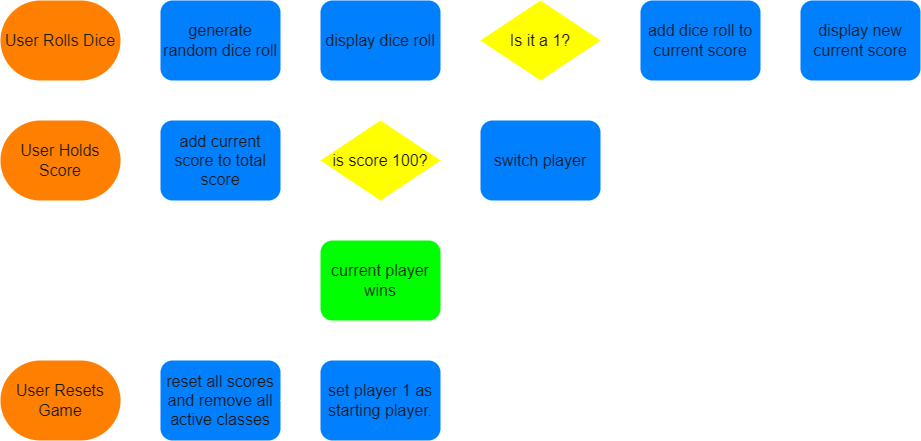 User Rolls Dice
generate
random dice roll
display dice roll
Is it a 1?
add dice roll to
current score
display new
current score
User Holds
Score
add current
score to total
score
is score 100?
switch player
current player
wins
User Resets
Game
reset all scores
and remove all
active classes
set player 1 as
starting player.